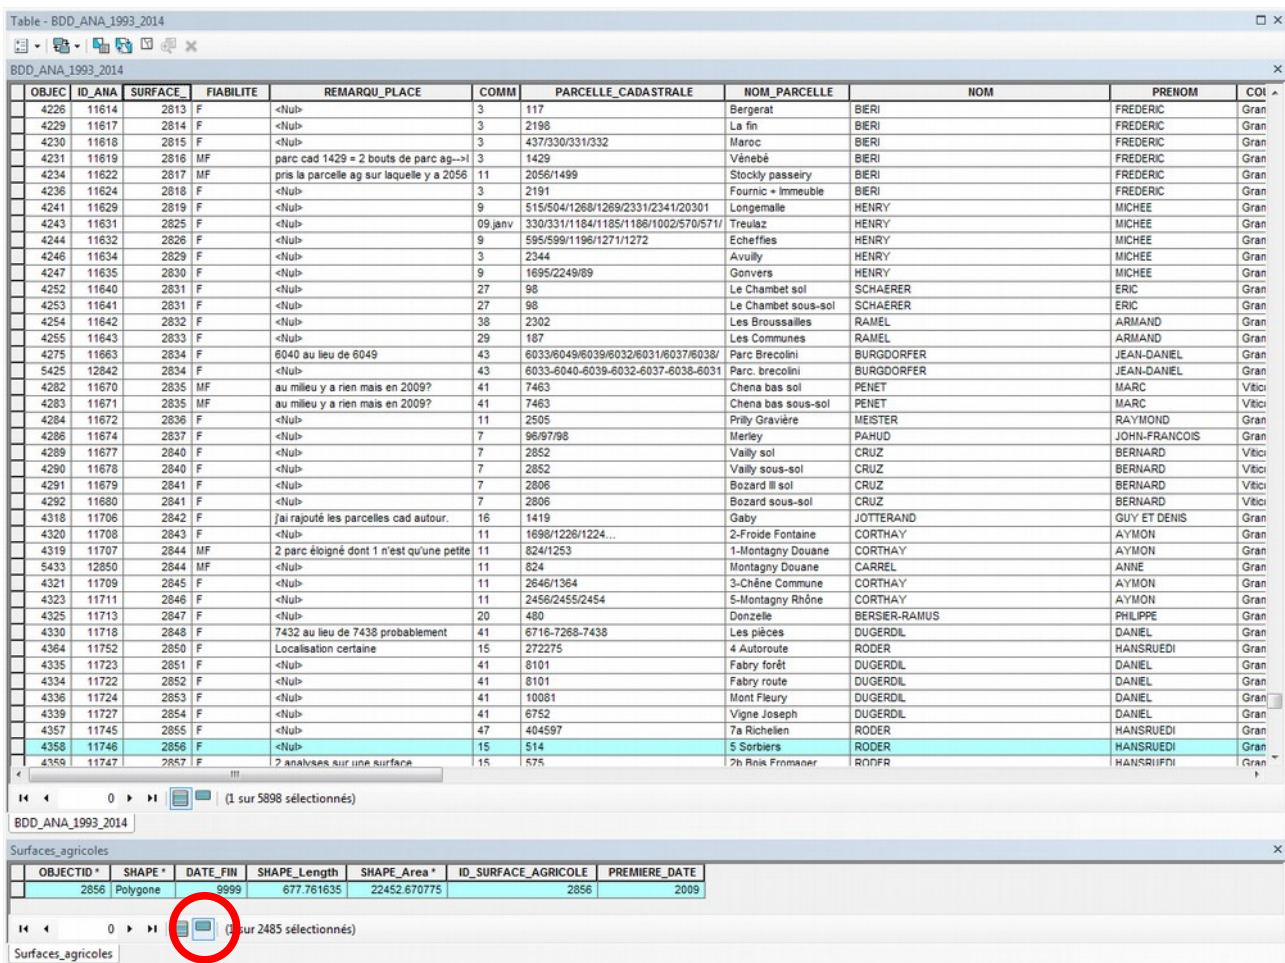 Table - BDD_ANA_1993_2014
BDD_ANA_1993_2014
OBJEC ID_ANA SURFACE_ FIABILITE REMARQU_PLACE COMM PARCELLE_CADASTRALE NOM_PARCELLE NOM PRENOM COU
4226 11614 2813 F <Nul> 3 117 Bergerat BIERI FREDERIC Gran
4229 11617 2814 F <Nul> 3 2198 La fin BIERI FREDERIC Gran
4230 11618 2815 F <Nul> 3 437/330/331/332 Maroc BIERI FREDERIC Gran
4231 11619 2816 MF parc cad 1429 = 2 bouts de parc ag-->l 3 1429 Vénebé BIERI FREDERIC Gran
4234 11622 2817 MF pris la parcelle ag sur laquelle y a 2056 11 2056/1499 Stockly passeiry BIERI FREDERIC Gran
4236 11624 2818 F <Nul> 3 2191 Fournic + Immeuble BIERI FREDERIC Gran
4241 11629 2819 F <Nul> 9 515/504/1268/1269/2331/2341/20301 Longemalle HENRY MICHEE Gran
4243 11631 2825 F <Nul> 09.janv 330/331/1184/1185/1186/1002/570/571/ Treulaz HENRY MICHEE Gran
4244 11632 2826 F <Nul> 9 595/599/1196/1271/1272 Echeffies HENRY MICHEE Gran
4246 11634 2829 F <Nul> 3 2344 Avuilly HENRY MICHEE Gran
4247 11635 2830 F <Nul> 9 1695/2249/89 Gonvers HENRY MICHEE Gran
4252 11640 2831 F <Nul> 27 98 Le Chambet sol SCHAERER ERIC Gran
4253 11641 2831 F <Nul> 27 98 Le Chambet sous-sol SCHAERER ERIC Gran
4254 11642 2832 F <Nul> 38 2302 Les Broussailles RAMEL ARMAND Gran
4255 11643 2833 F <Nul> 29 187 Les Communes RAMEL ARMAND Gran
4275 11663 2834 F 6040 au lieu de 6049 43 6033/6049/6039/6032/6031/6037/6038/ Parc Brecolini BURGDORFER JEAN-DANIEL Gran
5425 12842 2834 F <Nul> 43 6033-6040-6039-6032-6037-6038-6031 Parc. brecolini BURGDORFER JEAN-DANIEL Gran
4282 11670 2835 MF au milieu y a rien mais en 2009? 41 7463 Chena bas sol PENET MARC Vitic
4283 11671 2835 MF au milieu y a rien mais en 2009? 41 7463 Chena bas sous-sol PENET MARC Vitic
4284 11672 2836 F <Nul> 11 2505 Prilly Gravière MEISTER RAYMOND Gran
4286 11674 2837 F <Nul> 7 96/97/98 Merley PAHUD JOHN-FRANCOIS Gran
4289 11677 2840 F <Nul> 7 2852 Vailly sol CRUZ BERNARD Vitic
4290 11678 2840 F <Nul> 7 2852 Vailly sous-sol CRUZ BERNARD Vitic
4291 11679 2841 F <Nul> 7 2806 Bozard III sol CRUZ BERNARD Vitic
4292 11680 2841 F <Nul> 7 2806 Bozard sous-sol CRUZ BERNARD Vitic
4318 11706 2842 F j'ai rajouté les parcelles cad autour. 16 1419 Gaby JOTTERAND GUY ET DENIS Gran
4320 11708 2843 F <Nul> 11 1698/1226/1224... 2-Froide Fontaine CORTHAY AYMON Gran
4319 11707 2844 MF 2 parc éloigné dont 1 n'est qu'une petite 11 824/1253 1-Montagny Douane CORTHAY AYMON Gran
5433 12850 2844 MF <Nul> 11 824 Montagny Douane CARREL ANNE Gran
4321 11709 2845 F <Nul> 11 2646/1364 3-Chêne Commune CORTHAY AYMON Gran
4323 11711 2846 F <Nul> 11 2456/2455/2454 5-Montagny Rhône CORTHAY AYMON Gran
4325 11713 2847 F <Nul> 20 480 Donzelle BERSIER-RAMUS PHILIPPE Gran
4330 11718 2848 F 7432 au lieu de 7438 probablement 41 6716-7268-7438 Les pièces DUGERDIL DANIEL Gran
4364 11752 2850 F Localisation certaine 15 272275 4 Autoroute RODER HANSRUEDI Gran
4335 11723 2851 F <Nul> 41 8101 Fabry forêt DUGERDIL DANIEL Gran
4334 11722 2852 F <Nul> 41 8101 Fabry route DUGERDIL DANIEL Gran
4336 11724 2853 F <Nul> 41 10081 Mont Fleury DUGERDIL DANIEL Gran
4339 11727 2854 F <Nul> 41 6752 Vigne Joseph DUGERDIL DANIEL Gran
4357 11745 2855 F <Nul> 47 404597 7a Richelien RODER HANSRUEDI Gran
4358 11746 2856 F <Nul> 15 514 5 Sorbiers RODER HANSRUEDI Gran
4359 11747 2857 F 2 analyses sur une surface 15 575 2b Bois Fromager RODER HANSRUEDI Gran
0 (1 sur 5898 sélectionnés)
BDD_ANA_1993_2014
Surfaces_agricoles
OBJECTID * SHAPE * DATE_FIN SHAPE_Length SHAPE_Area * ID_SURFACE_AGRICOLE PREMIERE_DATE
2856 Polygone 9999 677.761635 22452.670775 2856 2009
0 (1 sur 2485 sélectionnés)
Surfaces_agricoles